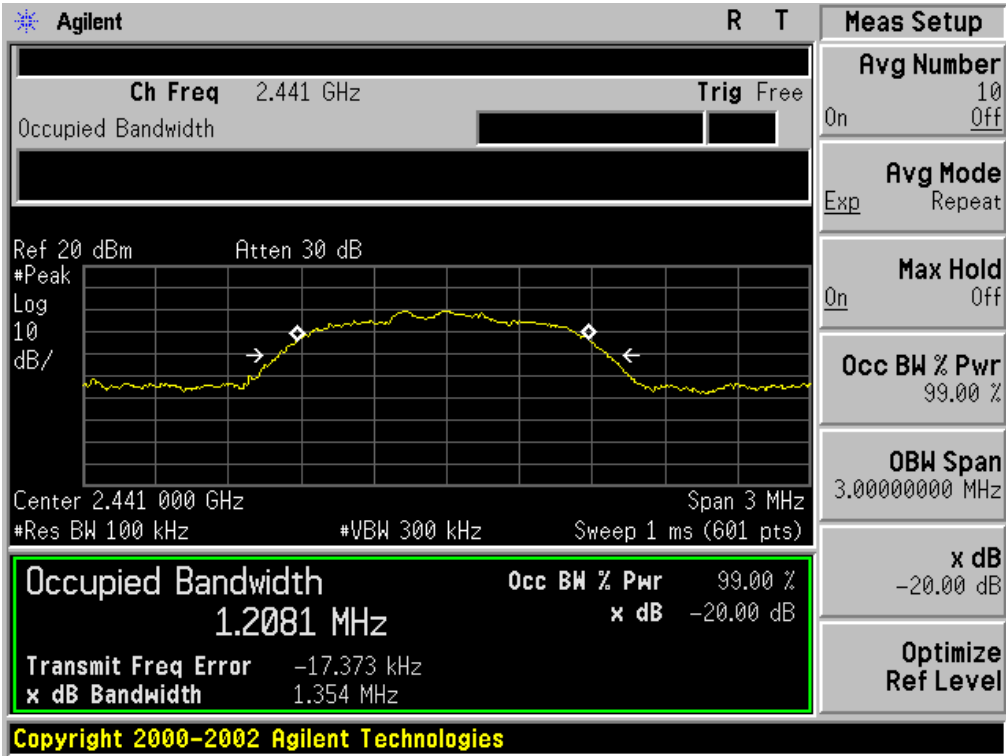 Agilent R T
Ch Freq 2.441 GHz Trig Free
Occupied Bandwidth
Ref 20 dBm Atten 30 dB
#Peak
Log
10
dB/
Center 2.441 000 GHz Span 3 MHz
#Res BW 100 kHz #VBW 300 kHz Sweep 1 ms (601 pts)
Occupied Bandwidth Occ BW % Pwr 99.00 %
1.2081 MHz x dB -20.00 dB
Transmit Freq Error -17.373 kHz
x dB Bandwidth 1.354 MHz
Copyright 2000-2002 Agilent Technologies
Meas Setup
Avg Number
10
On Off
Avg Mode
Exp Repeat
Max Hold
On Off
Occ BW % Pwr
99.00 %
OBW Span
3.00000000 MHz
x dB
-20.00 dB
Optimize
Ref Level